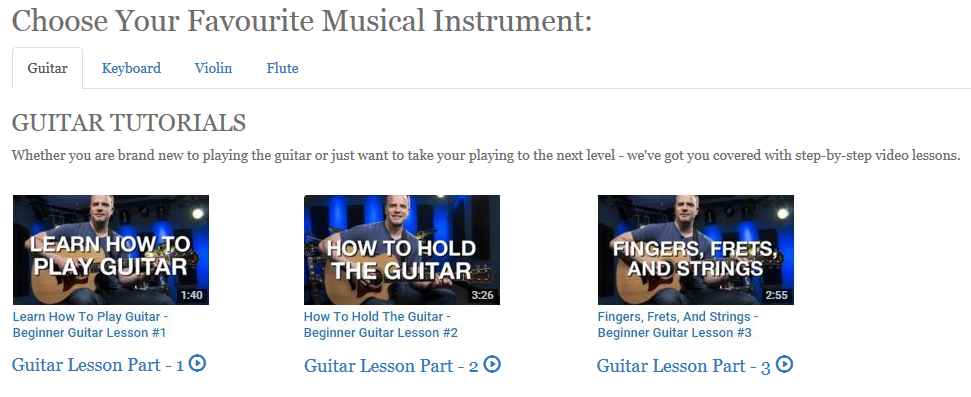 Choose Your Favourite Musical Instrument:
Guitar Keyboard Violin Flute
GUITAR TUTORIALS
Whether you are brand new to playing the guitar or just want to take your playing to the next level - we've got you covered with step-by-step video lessons.
LEARN HOW TO
PLAY GUITAR
1:40
Learn How To Play Guitar -
Beginner Guitar Lesson #1
Guitar Lesson Part - 1
HOW TO HOLD
THE GUITAR
3:26
How To Hold The Guitar -
Beginner Guitar Lesson #2
Guitar Lesson Part - 2
FINGERS, FRETS,
AND STRINGS
2:55
Fingers, Frets, And Strings -
Beginner Guitar Lesson #3
Guitar Lesson Part - 3